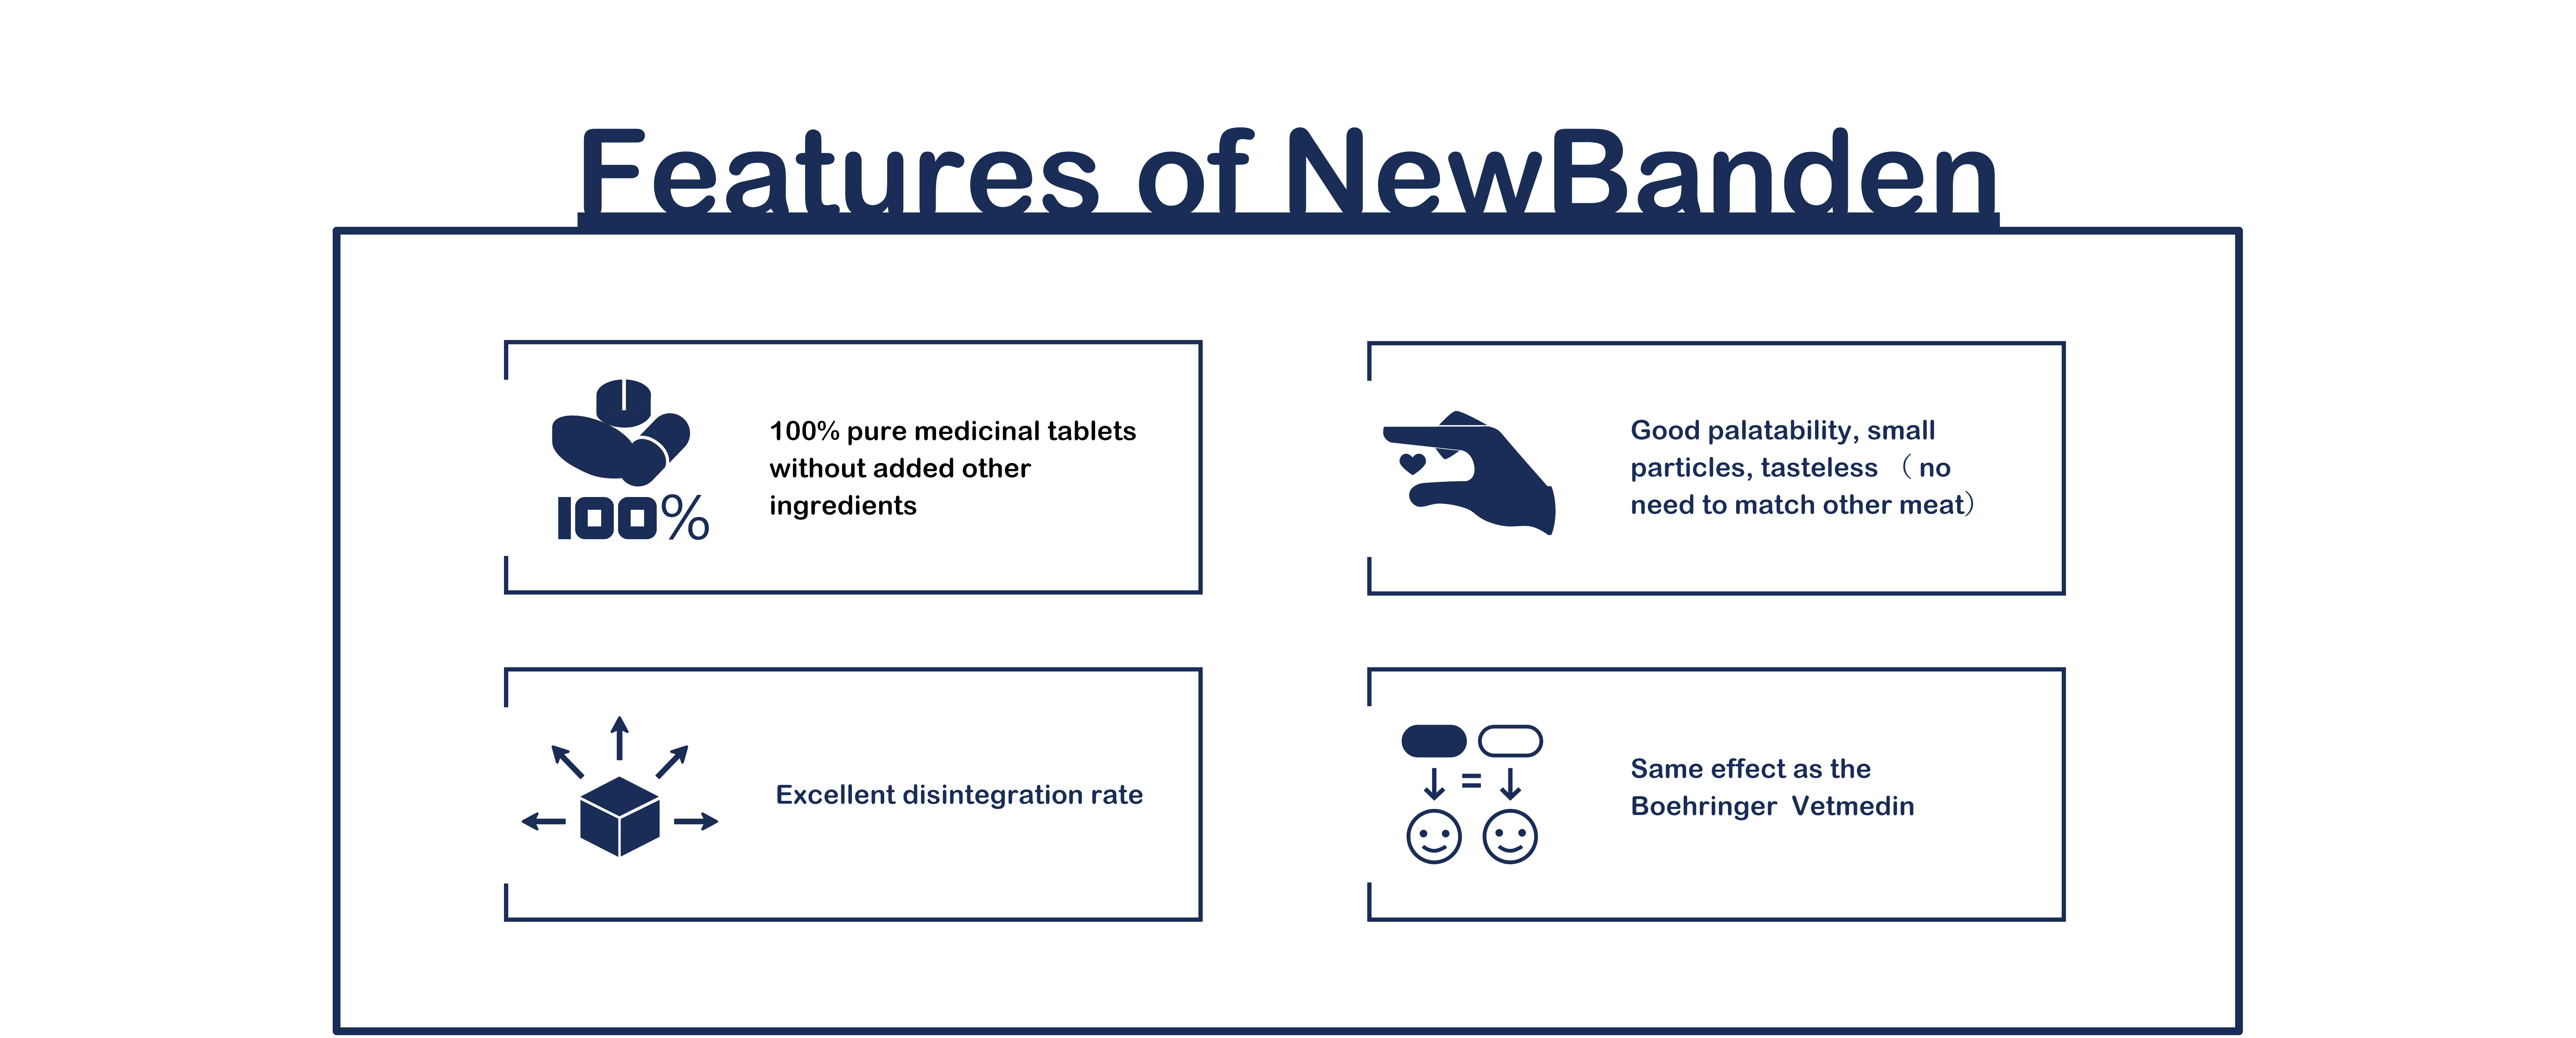 Features of NewBanden
100%
100% pure medicinal tablets
without added other
ingredients
Good palatability, small
particles, tasteless （ no
need to match other meat）
Excellent disintegration rate
=
Same effect as the
Boehringer  Vetmedin